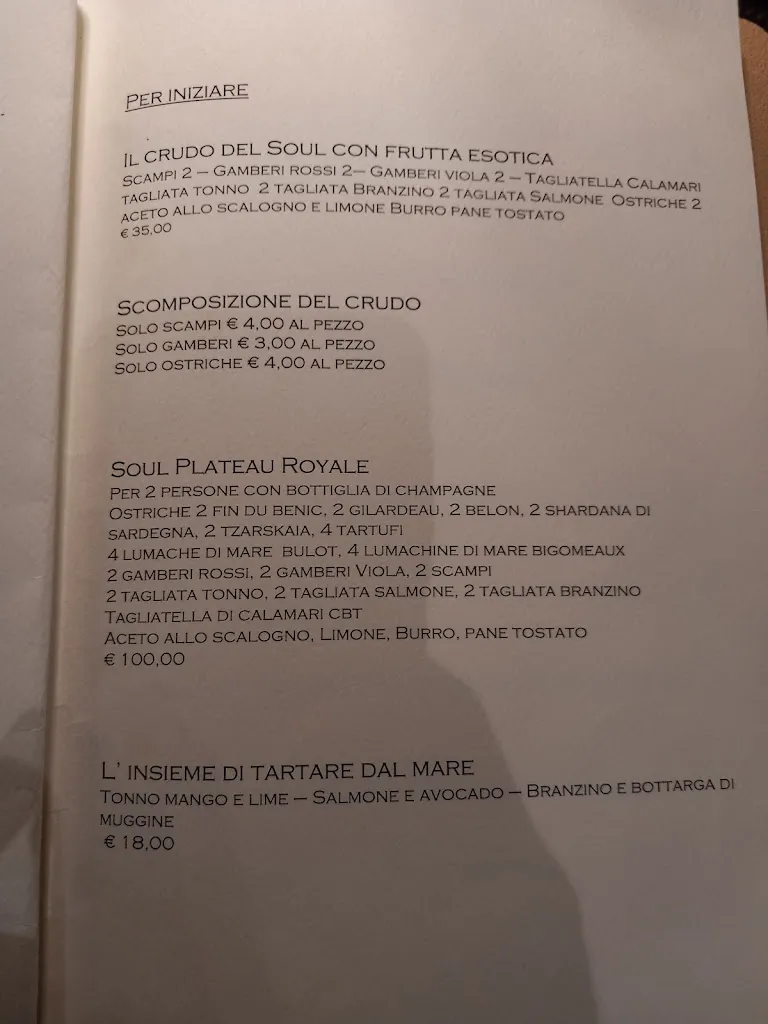 PER INIZIARE
IL CRUDO DEL SOUL CON FRUTTA ESOTICA
SCAMPI 2 – GAMBERI ROSSI 2– GAMBERI VIOLA 2 – TAGLIATELLA CALAMARI
TAGLIATA TONNO 2 TAGLIATA BRANZINO 2 TAGLIATA SALMONE OSTRICHE 2
ACETO ALLO SCALOGNO E LIMONE BURRO PANE TOSTATO
€ 35,00
SCOMPOSIZIONE DEL CRUDO
SOLO SCAMPI € 4,00 AL PEZZO
SOLO GAMBERI € 3,00 AL PEZZO
SOLO OSTRICHE € 4,00 AL PEZZO
SOUL PLATEAU ROYALE
PER 2 PERSONE CON BOTTIGLIA DI CHAMPAGNE
OSTRICHE 2 FIN DU BENIC, 2 GILARDEAU, 2 BELON, 2 SHARDANA DI
SARDEGNA, 2 TZARSKAIA, 4 TARTUFI
4 LUMACHE DI MARE BULOT, 4 LUMACHINE DI MARE BIGOMEAUX
2 GAMBERI ROSSI, 2 GAMBERI VIOLA, 2 SCAMPI
2 TAGLIATA TONNO, 2 TAGLIATA SALMONE, 2 TAGLIATA BRANZINO
TAGLIATELLA DI CALAMARI CBT
ACETO ALLO SCALOGNO, LIMONE, BURRO, PANE TOSTATO
€ 100,00
L' INSIEME DI TARTARE DAL MARE
TONNO MANGO E LIME – SALMONE E AVOCADO – BRANZINO E BOTTARGA DI
MUGGINE
€ 18,00